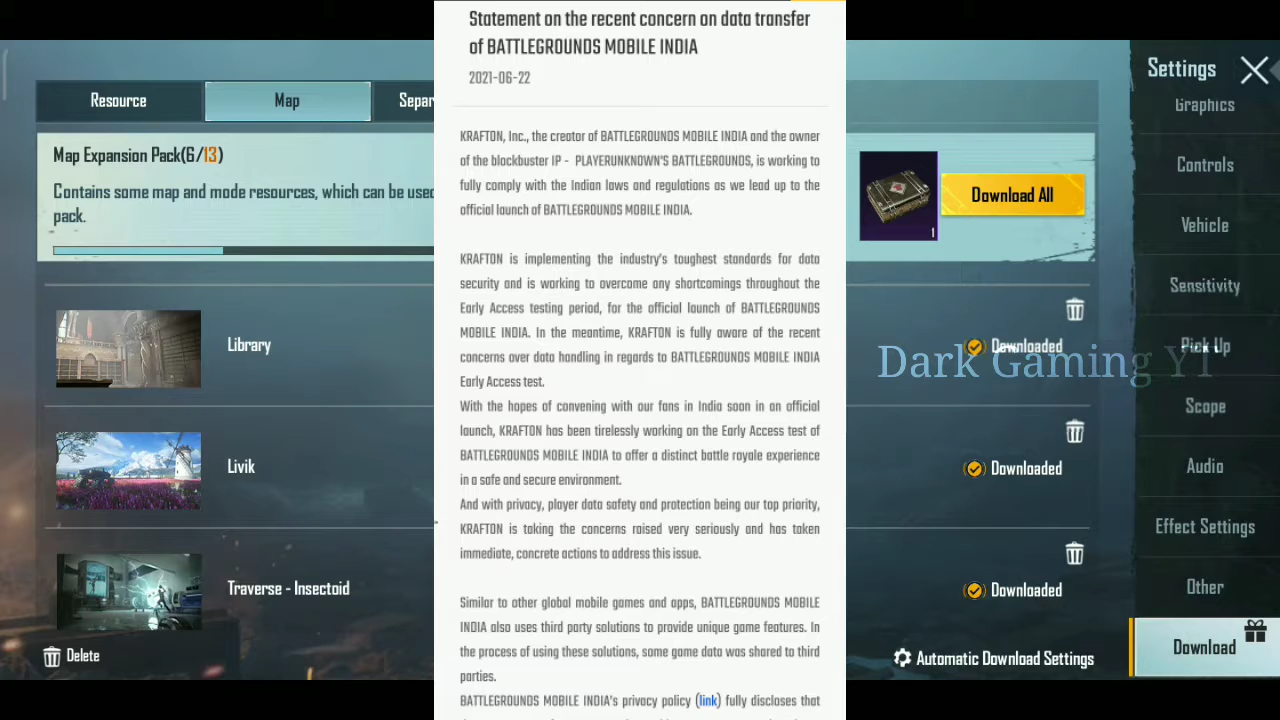 Statement on the recent concern on data transfer
of BATTLEGROUNDS MOBILE INDIA
2021-06-22
KRAFTON, Inc., the creator of BATTLEGROUNDS MOBILE INDIA and the owner
of the blockbuster IP - PLAYERUNKNOWN'S BATTLEGROUNDS, is working to
fully comply with the Indian laws and regulations as we lead up to the
official launch of BATTLEGROUNDS MOBILE INDIA.
KRAFTON is implementing the industry's toughest standards for data
security and is working to overcome any shortcomings throughout the
Early Access testing period, for the official launch of BATTLEGROUNDS
MOBILE INDIA. In the meantime, KRAFTON is fully aware of the recent
concerns over data handling in regards to BATTLEGROUNDS MOBILE INDIA
Early Access test.
With the hopes of convening with our fans in India soon in an official
launch, KRAFTON has been tirelessly working on the Early Access test of
BATTLEGROUNDS MOBILE INDIA to offer a distinct battle royale experience
in a safe and secure environment.
And with privacy, player data safety and protection being our top priority,
KRAFTON is taking the concerns raised very seriously and has taken
immediate, concrete actions to address this issue.
Similar to other global mobile games and apps, BATTLEGROUNDS MOBILE
INDIA also uses third party solutions to provide unique game features. In
the process of using these solutions, some game data was shared to third
parties.
BATTLEGROUNDS MOBILE INDIA's privacy policy (link) fully discloses that
Resource
Map
Separ
Map Expansion Pack(6/13)
Contains some map and mode resources, which can be used
pack.
1
Download All
Library
Downloaded
Livik
Downloaded
Traverse - Insectoid
Downloaded
Delete
Automatic Download Settings
Settings
Graphics
Controls
Vehicle
Sensitivity
Pick Up
Scope
Audio
Effect Settings
Other
Download
Dark Gaming YT